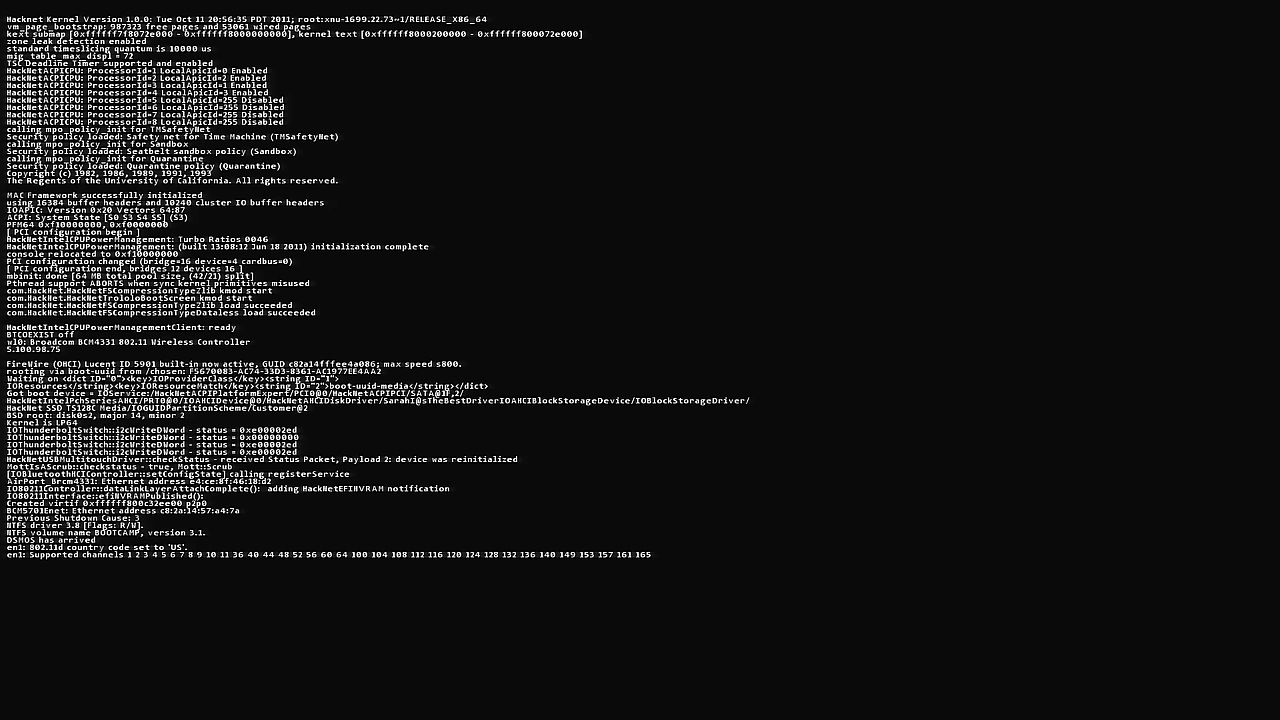 Hacknet Kernel Version 1.0.0: Tue Oct 11 20:56:35 PDT 2011; root:xnu-1699.22.73~1/RELEASE_X86_64
vm_page_bootstrap: 987323 free pages and 53061 wired pages
kext submap [0xffffff7f8072e000 - 0xffffff8000000000], kernel text [0xffffff8000200000 - 0xffffff800072e000]
zone leak detection enabled
standard timeslicing quantum is 10000 us
mig_table_max_displ = 72
TSC Deadline Timer supported and enabled
HackNetACPICPU: ProcessorId=1 LocalApicId=0 Enabled
HackNetACPICPU: ProcessorId=2 LocalApicId=2 Enabled
HackNetACPICPU: ProcessorId=3 LocalApicId=1 Enabled
HackNetACPICPU: ProcessorId=4 LocalApicId=3 Enabled
HackNetACPICPU: ProcessorId=5 LocalApicId=255 Disabled
HackNetACPICPU: ProcessorId=6 LocalApicId=255 Disabled
HackNetACPICPU: ProcessorId=7 LocalApicId=255 Disabled
HackNetACPICPU: ProcessorId=8 LocalApicId=255 Disabled
calling mpo_policy_init for TMSafetyNet
Security policy loaded: Safety net for Time Machine (TMSafetyNet)
calling mpo_policy_init for Sandbox
Security policy loaded: Seatbelt sandbox policy (Sandbox)
calling mpo_policy_init for Quarantine
Security policy loaded: Quarantine policy (Quarantine)
Copyright (c) 1982, 1986, 1989, 1991, 1993
The Regents of the University of California. All rights reserved.
MAC Framework successfully initialized
using 16384 buffer headers and 10240 cluster IO buffer headers
IOAPIC: Version 0x20 Vectors 64:87
ACPI: System State [S0 S3 S4 S5] (S3)
PFM64 0xf10000000, 0xf0000000
[ PCI configuration begin ]
HackNetIntelCPUPowerManagement: Turbo Ratios 0046
HackNetIntelCPUPowerManagement: (built 13:08:12 Jun 18 2011) initialization complete
console relocated to 0xf10000000
PCI configuration changed (bridge=16 device=4 cardbus=0)
[ PCI configuration end, bridges 12 devices 16 ]
mbinit: done [64 MB total pool size, (42/21) split]
Pthread support ABORTS when sync kernel primitives misused
com.HackNet.HackNetFSCompressionTypeZlib kmod start
com.HackNet.HackNetTrololoBootScreen kmod start
com.HackNet.HackNetFSCompressionTypeZlib load succeeded
com.HackNet.HackNetFSCompressionTypeDataless load succeeded
HackNetIntelCPUPowerManagementClient: ready
BTCOEXIST off
wl0: Broadcom BCM4331 802.11 Wireless Controller
5.100.98.75
FireWire (OHCI) Lucent ID 5901 built-in now active, GUID c82a14fffee4a086; max speed s800.
rooting via boot-uuid from /chosen: F5670083-AC74-33D3-8361-AC1977EE4AA2
Waiting on <dict ID="0"><key>IOProviderClass</key><string ID="1">
IOResources</string><key>IOResourceMatch</key><string ID="2">boot-uuid-media</string></dict>
Got boot device = IOService:/HackNetACPIPlatformExpert/PCI0@0/HackNetACPIPCI/SATA@1F,2/
HackNetIntelPchSeriesAHCI/PRT0@0/IOAHCIDevice@0/HackNetAHCIDiskDriver/SarahI@sTheBestDriverIOAHCIBlockStorageDevice/IOBlockStorageDriver/
HackNet SSD TS128C Media/IOGUIDPartitionScheme/Customer@2
BSD root: disk0s2, major 14, minor 2
Kernel is LP64
IOThunderboltSwitch::i2cWriteDWord - status = 0xe00002ed
IOThunderboltSwitch::i2cWriteDWord - status = 0x00000000
IOThunderboltSwitch::i2cWriteDWord - status = 0xe00002ed
IOThunderboltSwitch::i2cWriteDWord - status = 0xe00002ed
HackNetUSBMultitouchDriver::checkStatus - received Status Packet, Payload 2: device was reinitialized
MottIsAScrub::checkstatus - true, Mott::Scrub
[IOBluetoothHCIController::setConfigState] calling registerService
AirPort_Brcm4331: Ethernet address e4:ce:8f:46:18:d2
IO80211Controller::dataLinkLayerAttachComplete():  adding HackNetEFINVRAM notification
IO80211Interface::efiNVRAMPublished():
Created virtif 0xffffff800c32ee00 p2p0
BCM5701Enet: Ethernet address c8:2a:14:57:a4:7a
Previous Shutdown Cause: 3
NTFS driver 3.8 [Flags: R/W].
NTFS volume name BOOTCAMP, version 3.1.
DSMOS has arrived
en1: 802.11d country code set to 'US'.
en1: Supported channels 1 2 3 4 5 6 7 8 9 10 11 36 40 44 48 52 56 60 64 100 104 108 112 116 120 124 128 132 136 140 149 153 157 161 165